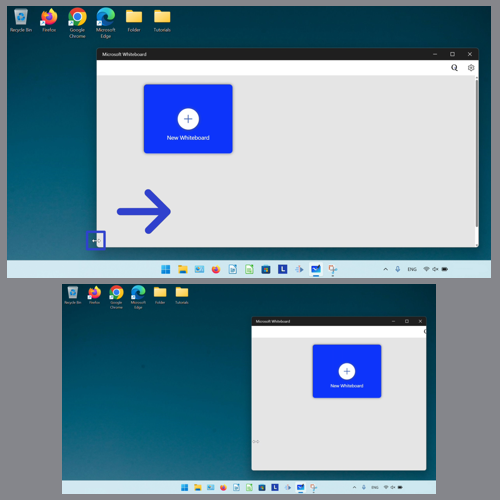 Recycle Bin
Firefox
Google
Chrome
Microsoft
Edge
Folder
Tutorials
Microsoft Whiteboard
New Whiteboard
L
ENG
Recycle Bin
Firefox
Google
Chrome
Microsoft
Edge
Folder
Tutorials
Microsoft Whiteboard
New Whiteboard
L
ENG